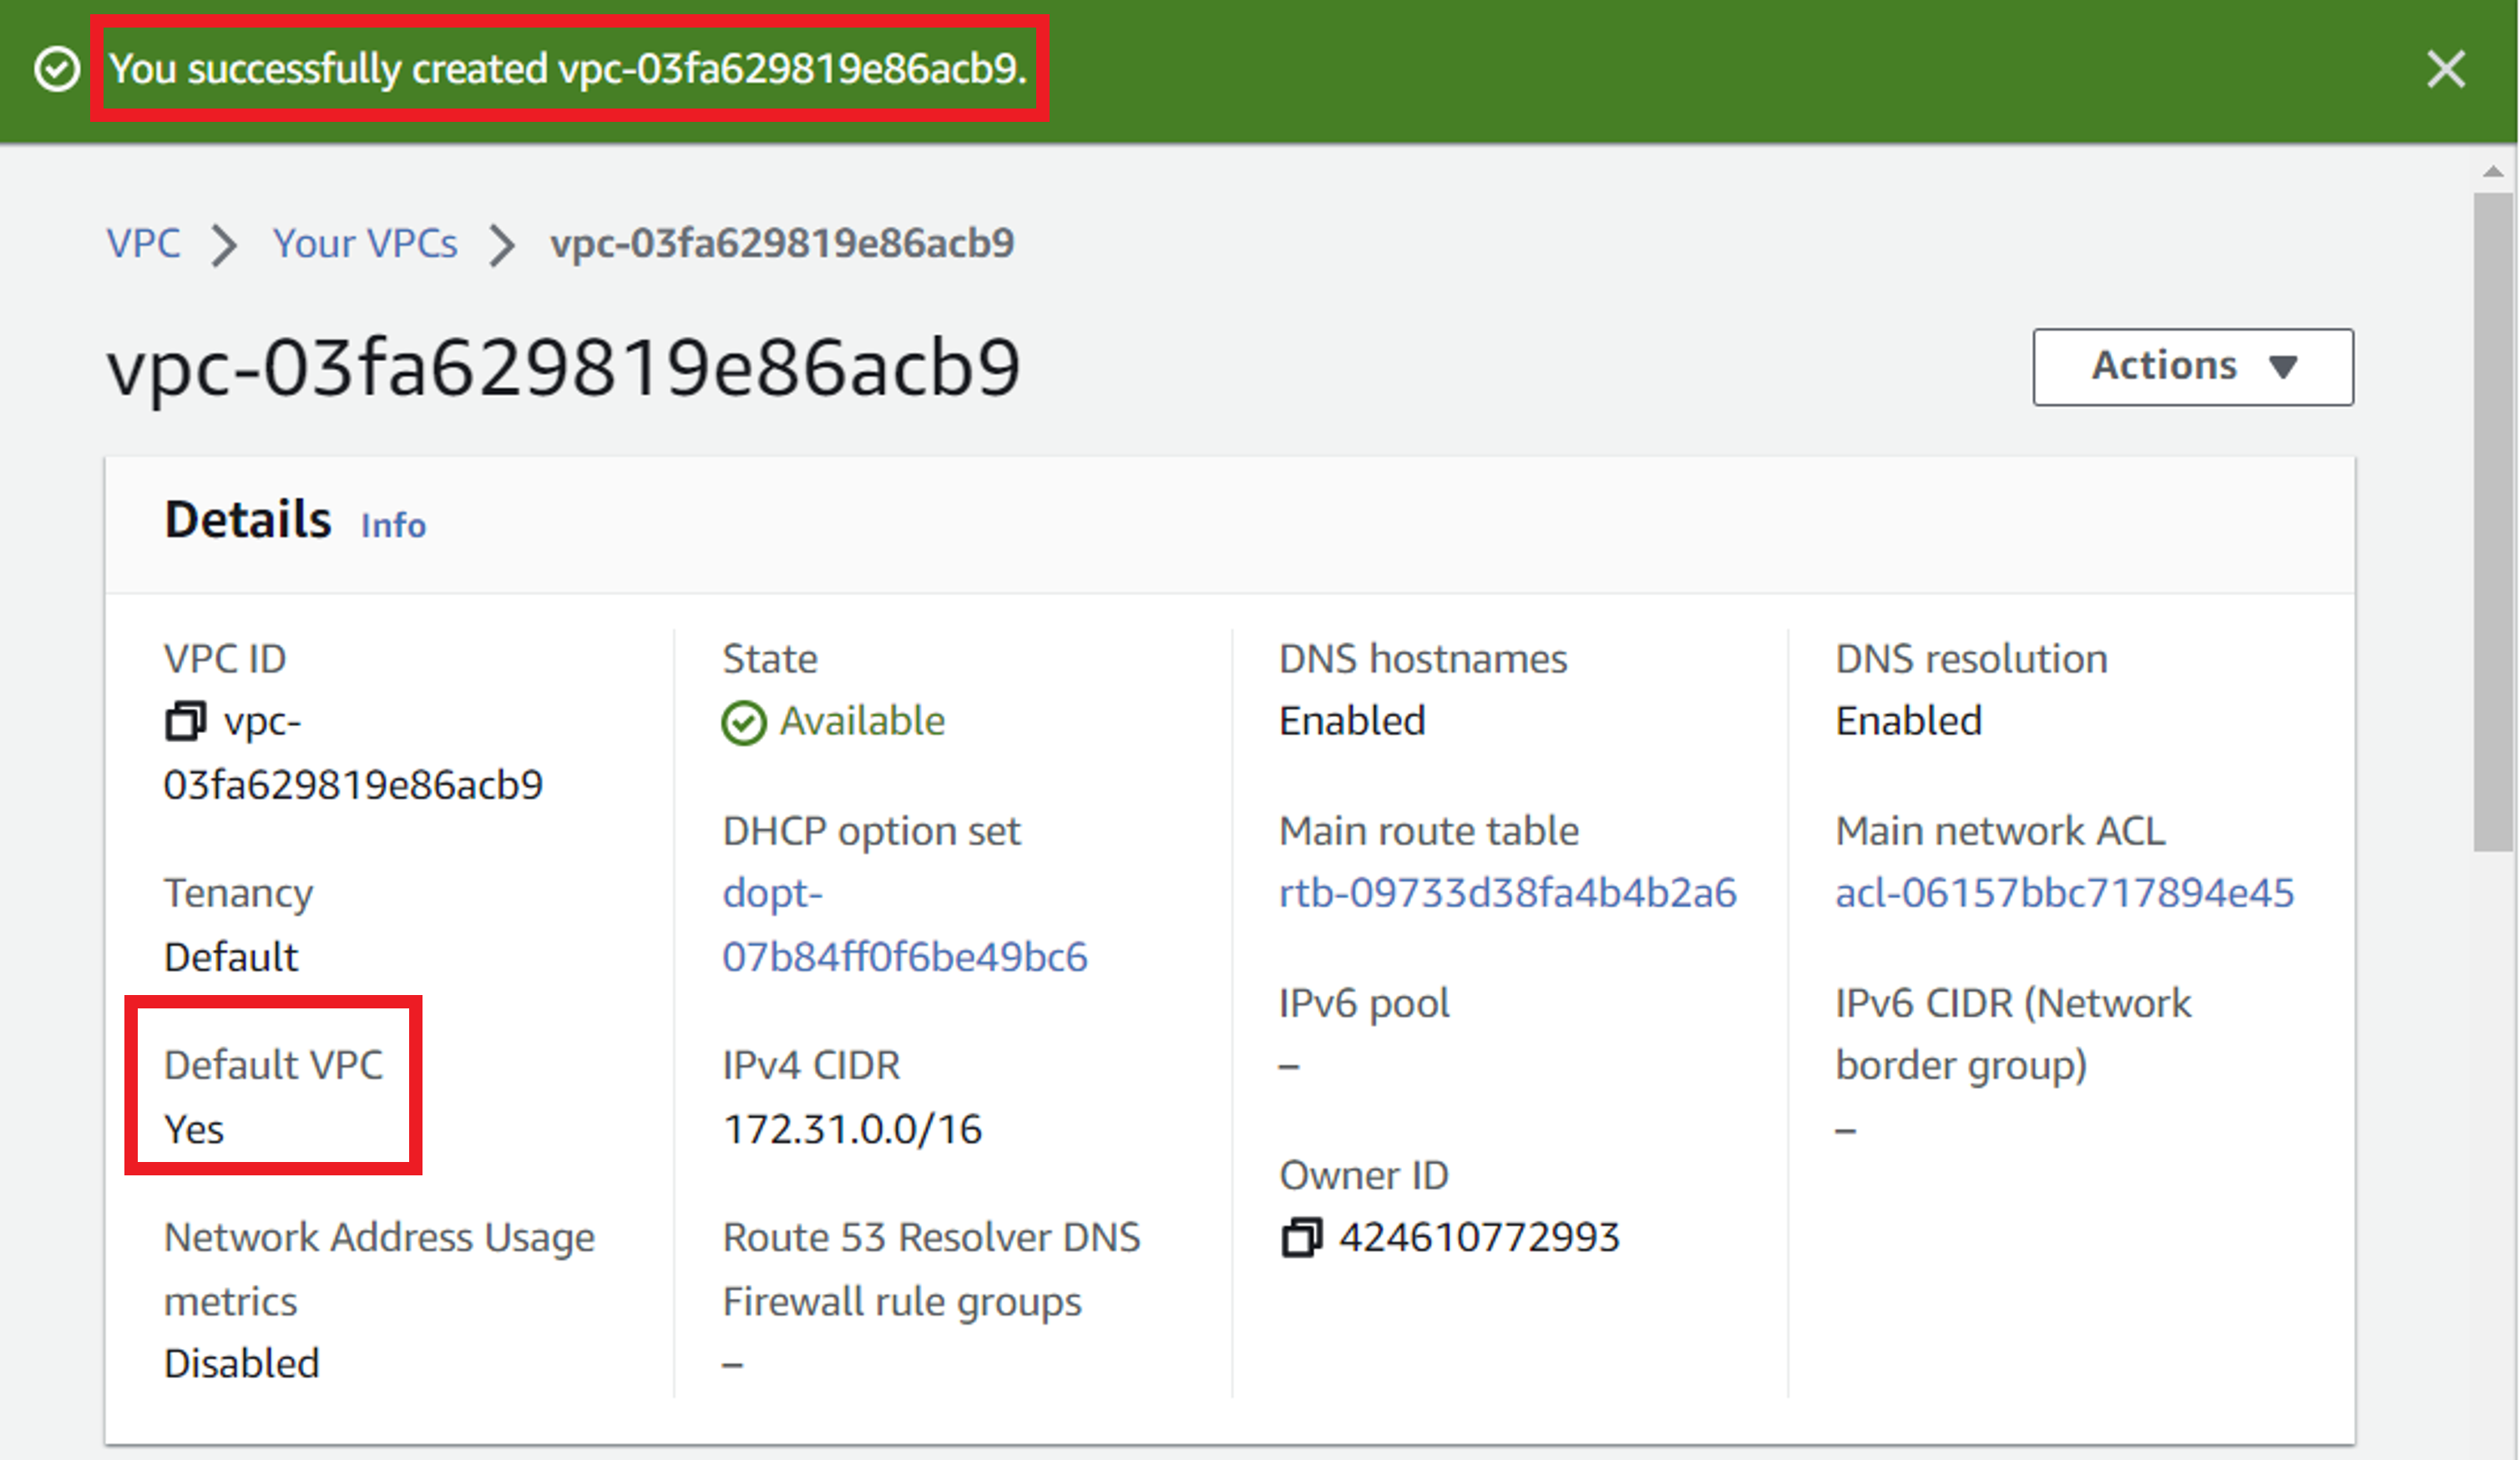 You successfully created vpc-03fa629819e86acb9.
VPC > Your VPCs > vpc-03fa629819e86acb9
vpc-03fa629819e86acb9
Actions
Details Info
VPC ID
vpc-
03fa629819e86acb9
Tenancy
Default
Default VPC
Yes
Network Address Usage
metrics
Disabled
State
Available
DHCP option set
dopt-
07b84ff0f6be49bc6
IPv4 CIDR
172.31.0.0/16
Route 53 Resolver DNS
Firewall rule groups
–
DNS hostnames
Enabled
Main route table
rtb-09733d38fa4b4b2a6
IPv6 pool
–
Owner ID
424610772993
DNS resolution
Enabled
Main network ACL
acl-06157bbc717894e45
IPv6 CIDR (Network
border group)
–